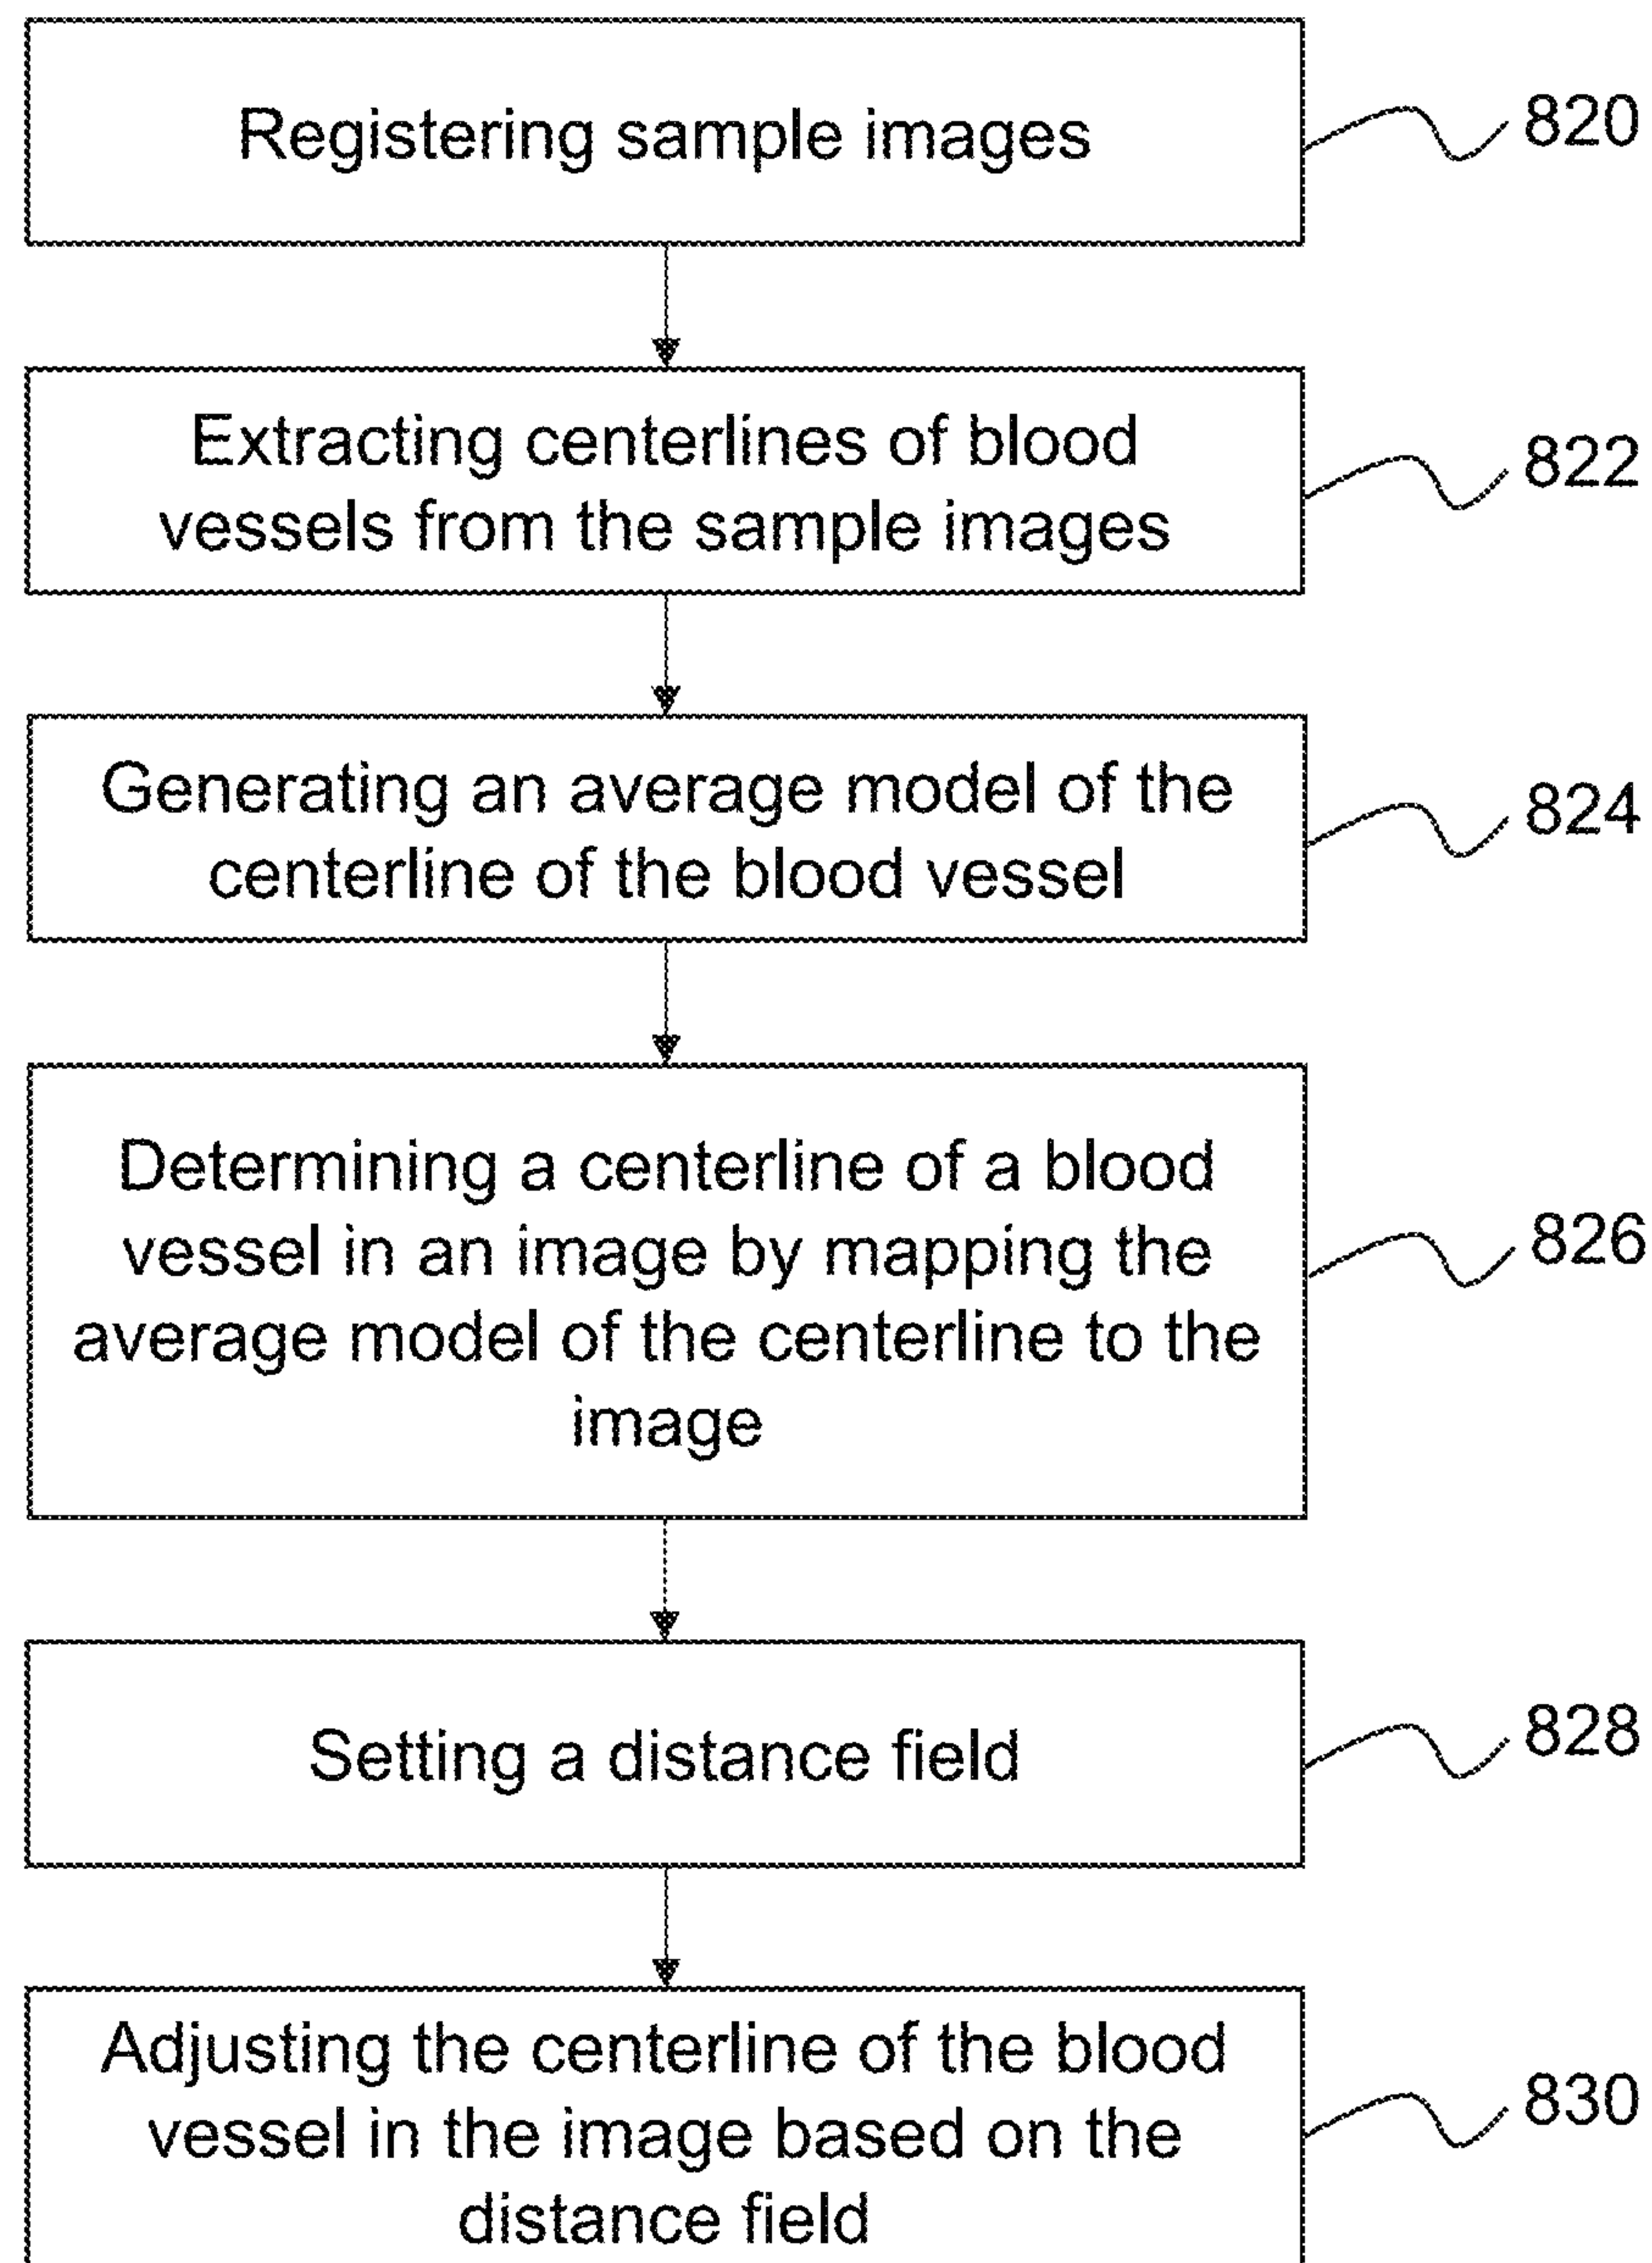 Registering sample images
820
Extracting centerlines of blood
vessels from the sample images
822
Generating an average model of the
centerline of the blood vessel
824
Determining a centerline of a blood
vessel in an image by mapping the
average model of the centerline to the
image
826
Setting a distance field
828
Adjusting the centerline of the blood
vessel in the image based on the
distance field
830